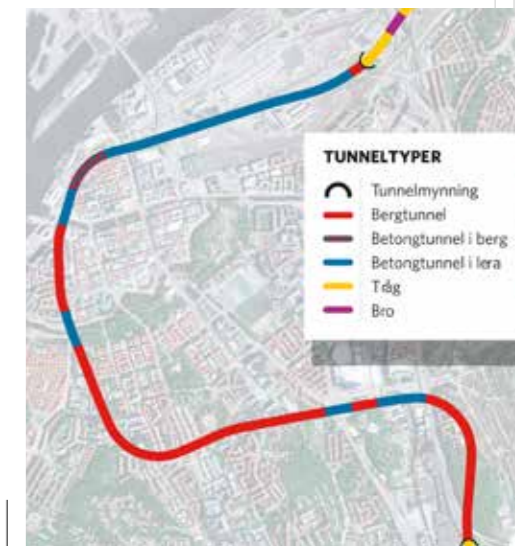 TUNNELTYPER
Tunnelmynning
Bergtunnel
Betongtunnel i berg
Betongtunnel i lera
Tråg
Bro